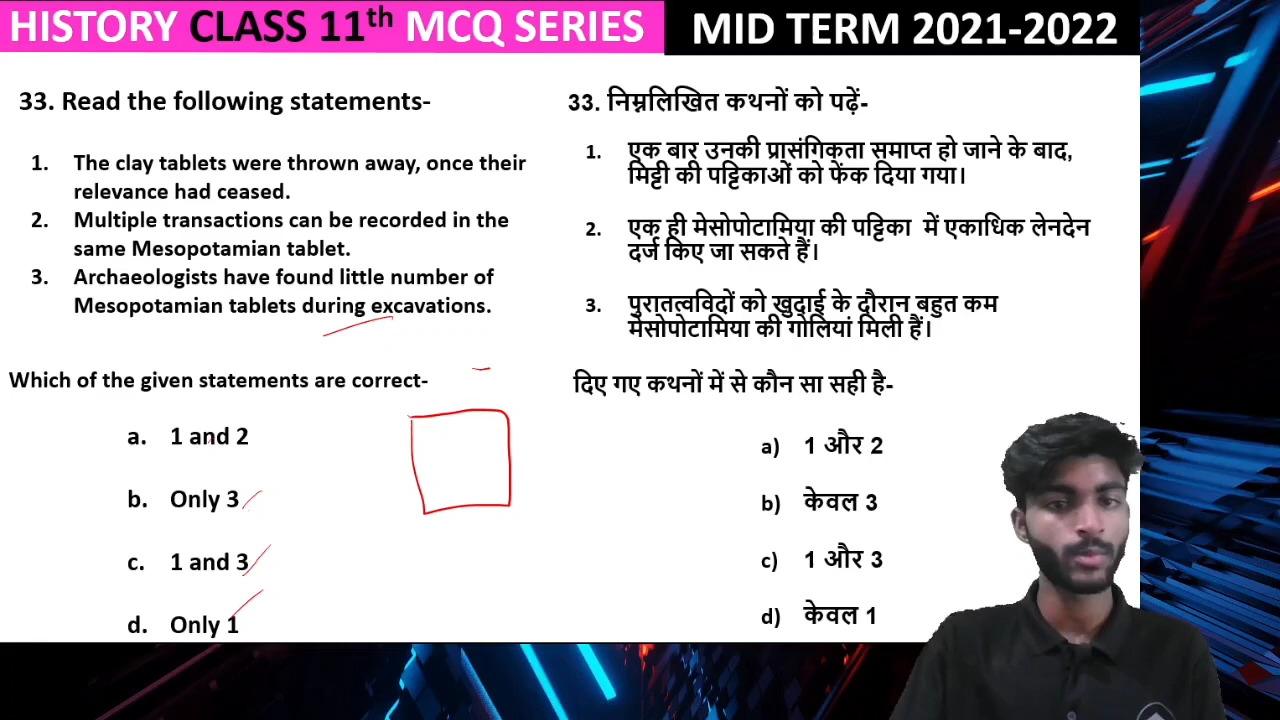 HISTORY CLASS 11th MCQ SERIES
MID TERM 2021-2022
33. Read the following statements-
1. The clay tablets were thrown away, once their
relevance had ceased.
2. Multiple transactions can be recorded in the
same Mesopotamian tablet.
3. Archaeologists have found little number of
Mesopotamian tablets during excavations.
Which of the given statements are correct-
a. 1 and 2
b. Only 3
c. 1 and 3
d. Only 1
33. निम्नलिखित कथनों को पढ़ें-
1. एक बार उनकी प्रासंगिकता समाप्त हो जाने के बाद,
मिट्टी की पट्टिकाओं को फेंक दिया गया।
2. एक ही मेसोपोटामिया की पट्टिका में एकाधिक लेनदेन
दर्ज किए जा सकते हैं।
3. पुरातत्वविदों को खुदाई के दौरान बहुत कम
मेसोपोटामिया की गोलियां मिली हैं।
दिए गए कथनों में से कौन सा सही है-
a) 1 और 2
b) केवल 3
c) 1 और 3
d) केवल 1